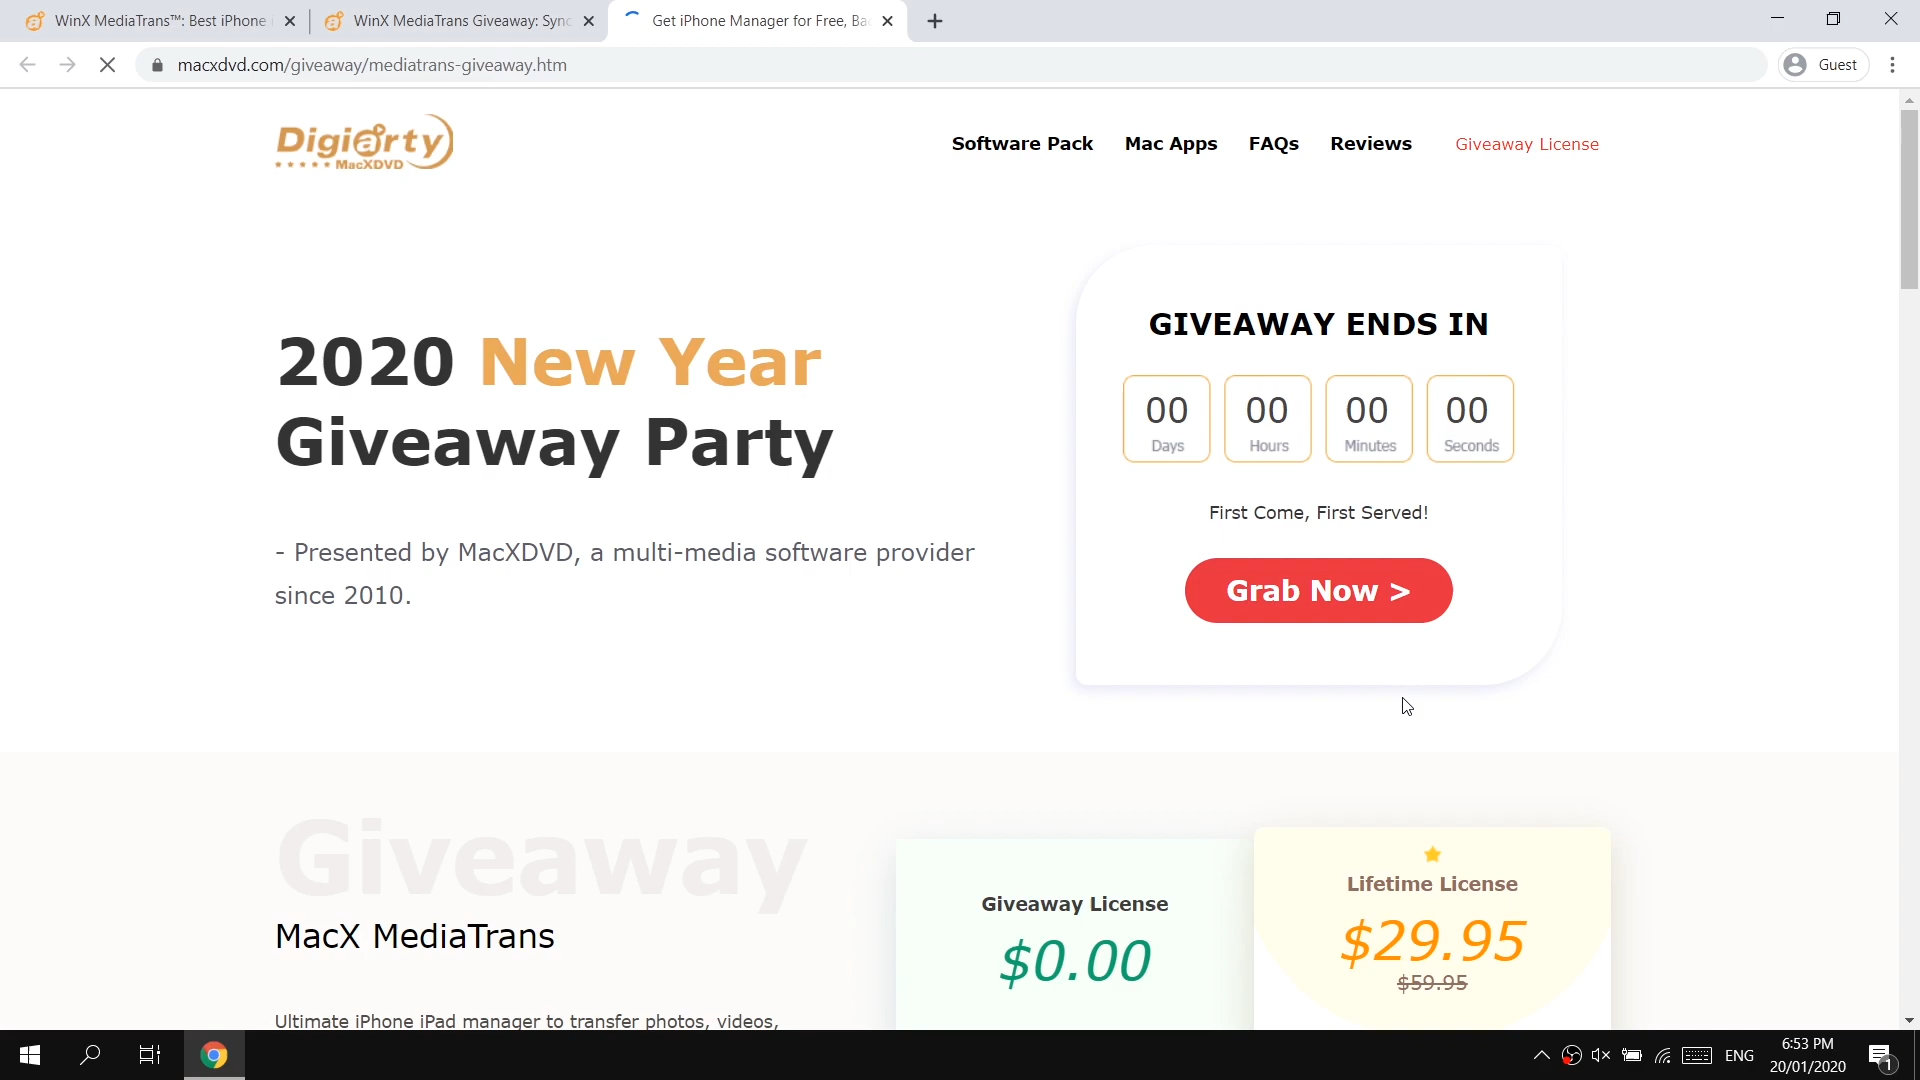 WinX MediaTrans™: Best iPhone
WinX MediaTrans Giveaway: Sync
Get iPhone Manager for Free, Ba
macxdvd.com/giveaway/mediatrans-giveaway.htm
Guest
Digiarty
MacXDVD
Software Pack
Mac Apps
FAQs
Reviews
Giveaway License
2020 New Year
Giveaway Party
- Presented by MacXDVD, a multi-media software provider
since 2010.
GIVEAWAY ENDS IN
00 00 00 00
Days Hours Minutes Seconds
First Come, First Served!
Grab Now >
Giveaway
MacX MediaTrans
Ultimate iPhone iPad manager to transfer photos, videos,
Giveaway License
$0.00
Lifetime License
$29.95
$59.95
ENG
6:53 PM
20/01/2020
1